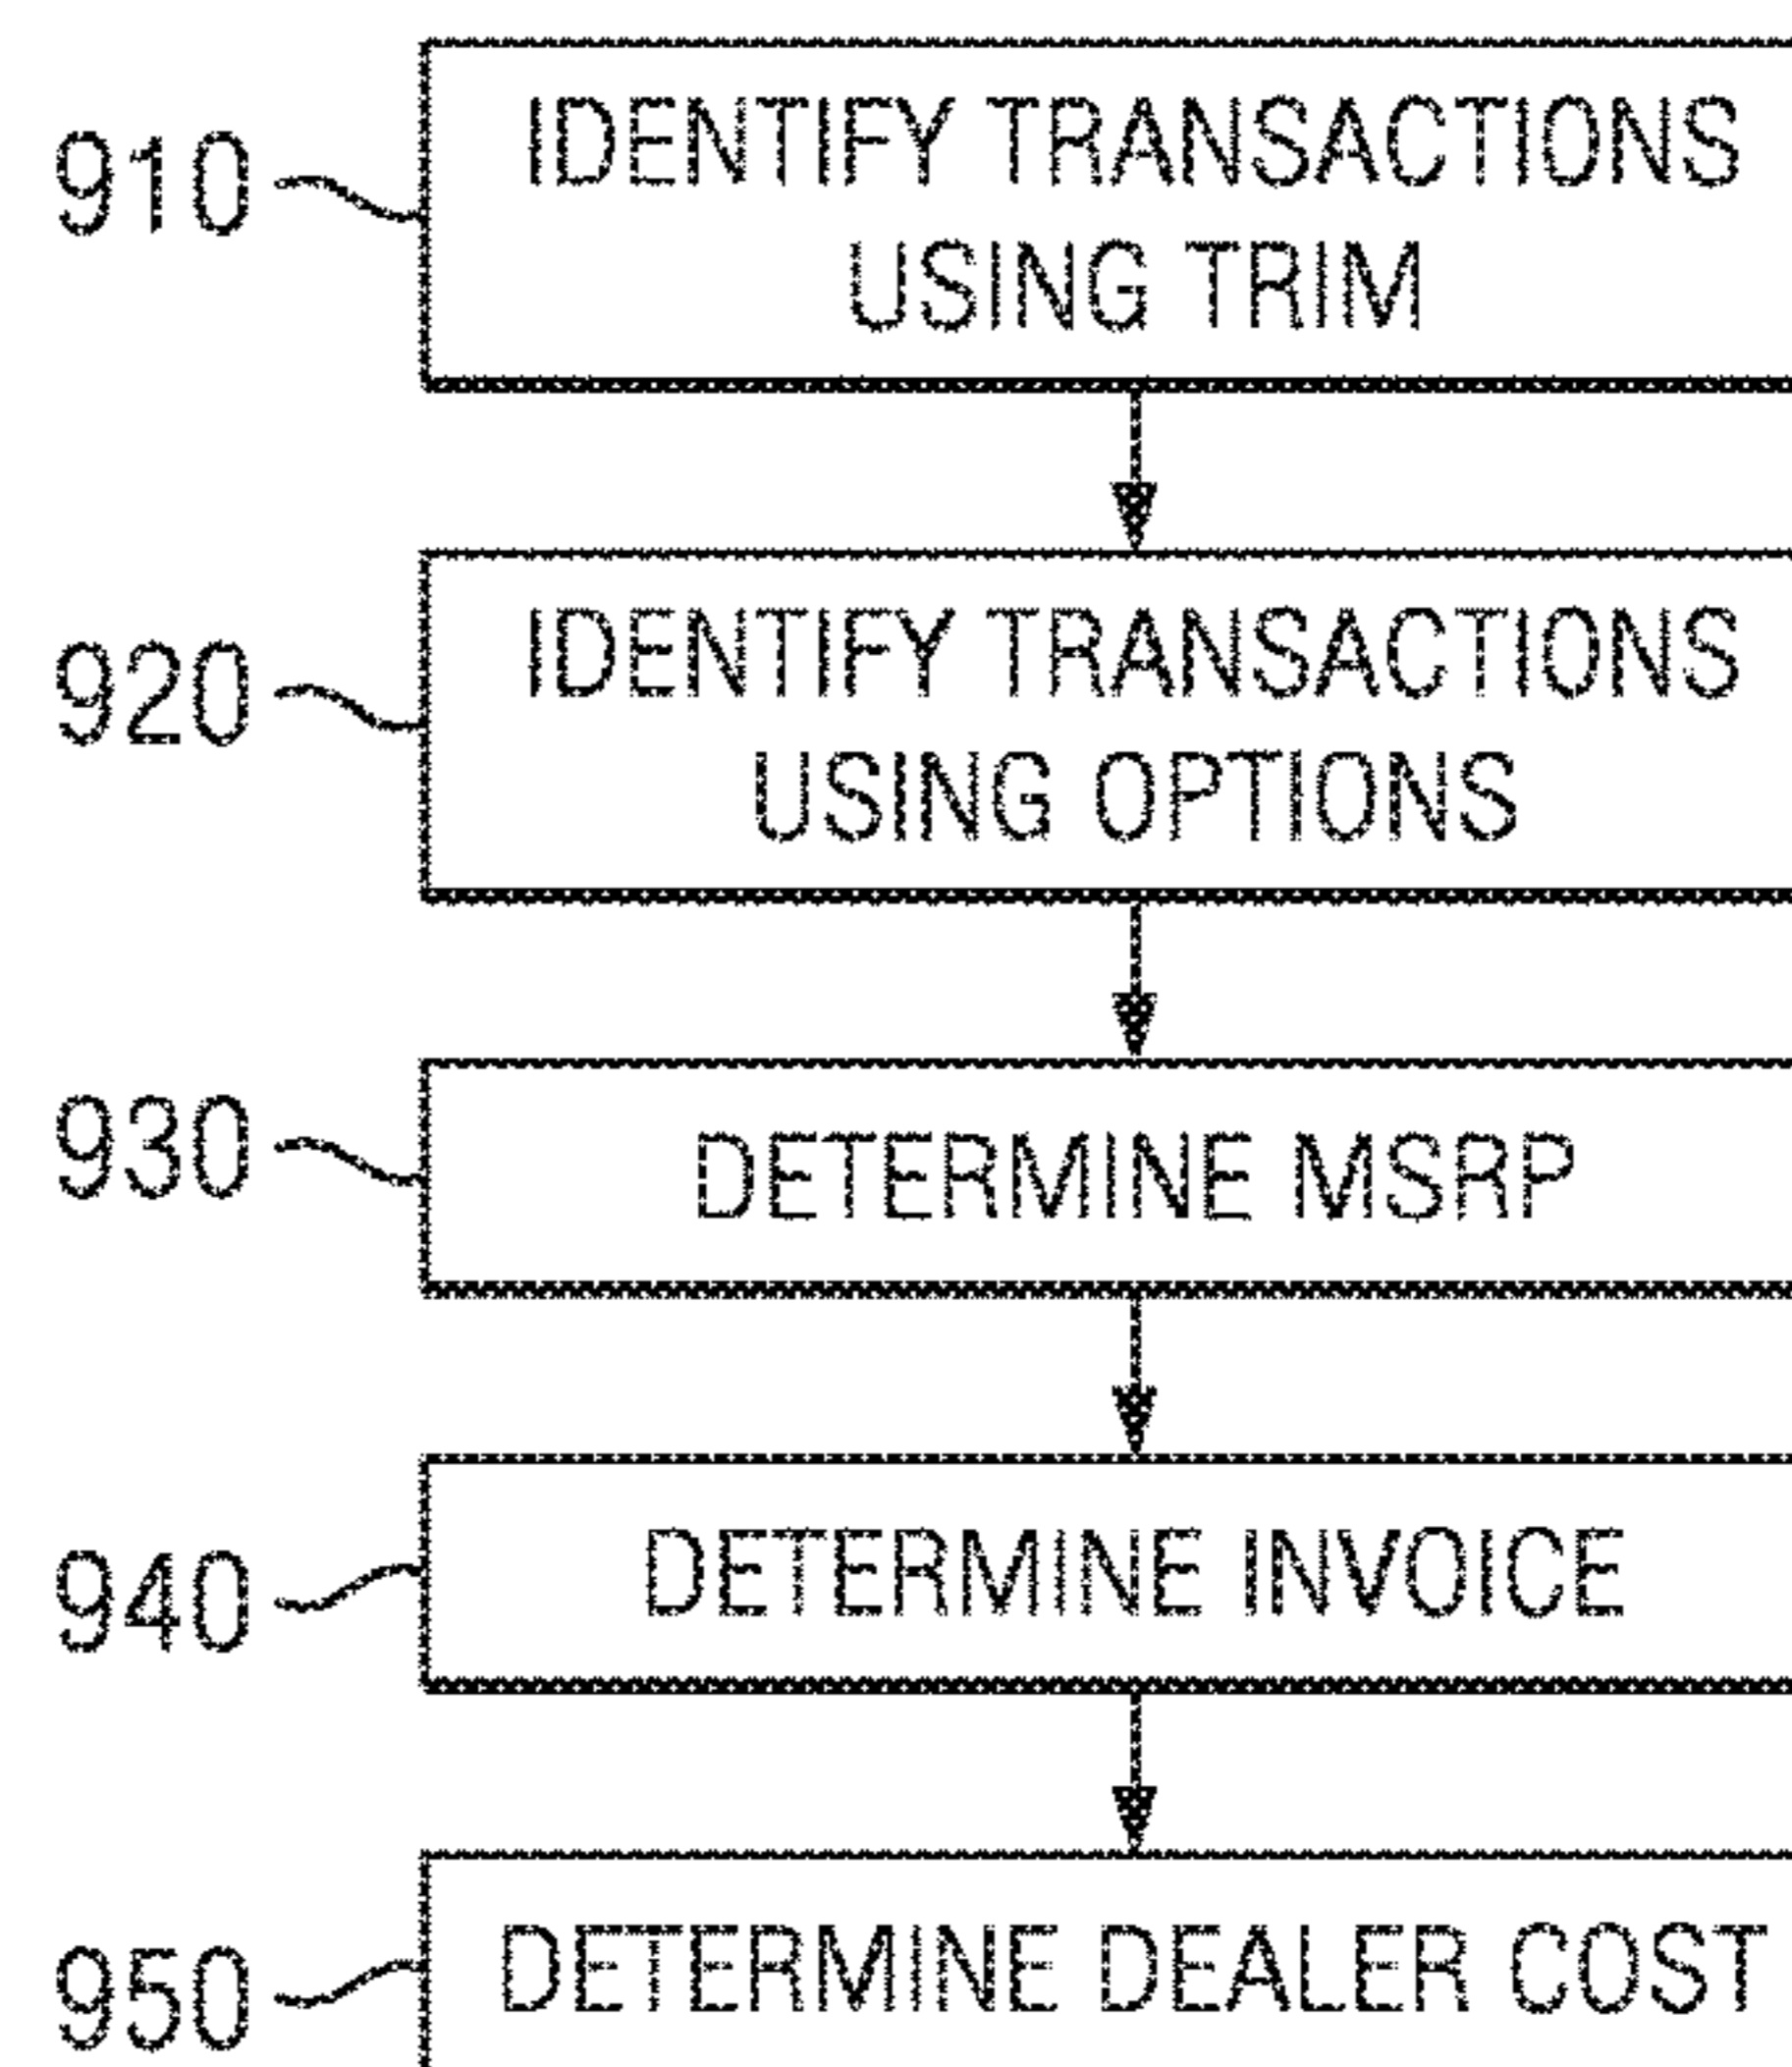 910
IDENTIFY TRANSACTIONS
USING TRIM
920
IDENTIFY TRANSACTIONS
USING OPTIONS
930
DETERMINE MSRP
940
DETERMINE INVOICE
950
DETERMINE DEALER COST